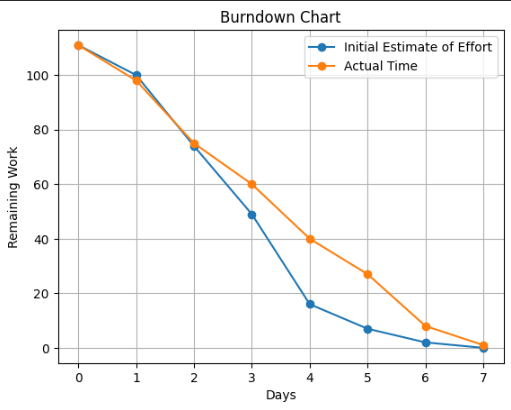 Burndown Chart
Initial Estimate of Effort
Actual Time
100
80
60
40
20
0
Remaining Work
0 1 2 3 4 5 6 7
Days